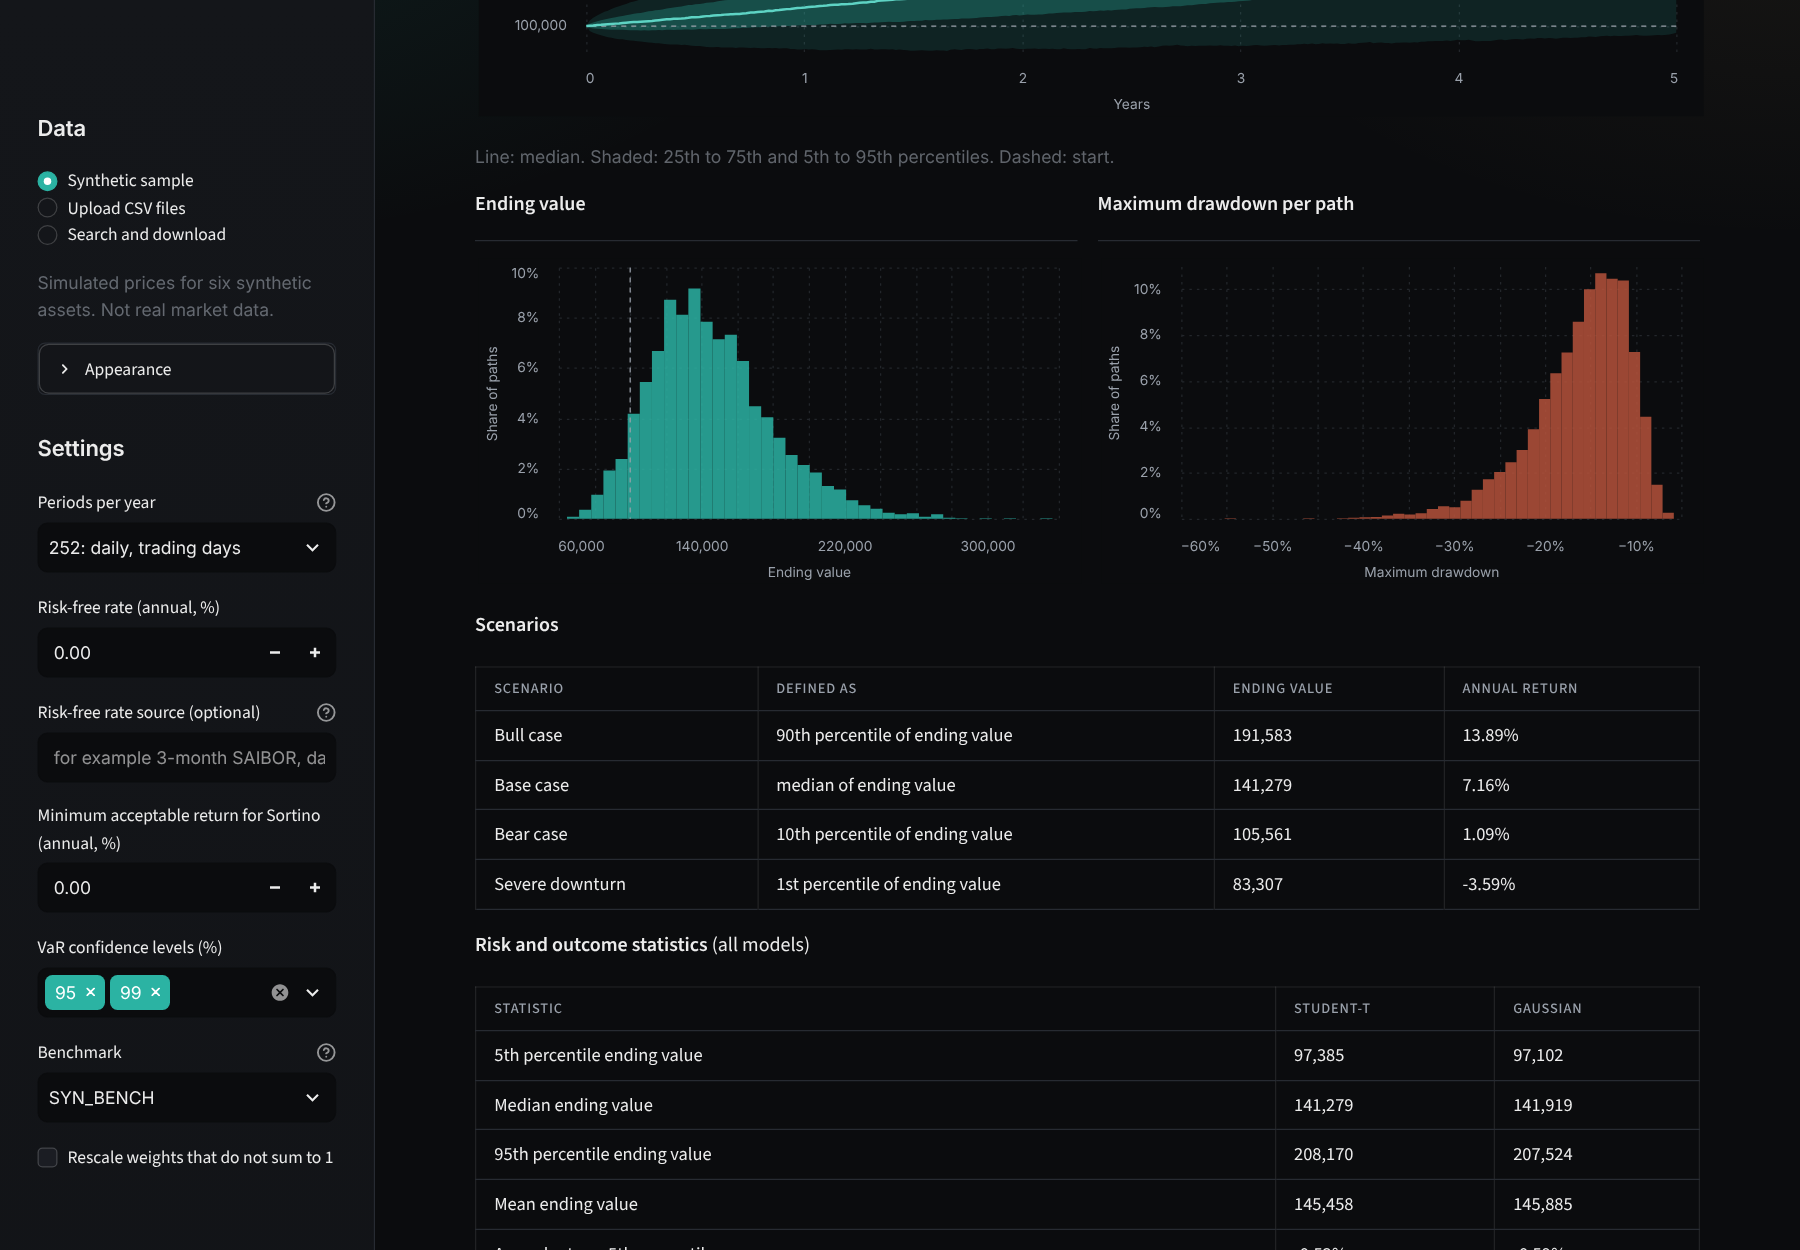 Data
Synthetic sample
Upload CSV files
Search and download
Simulated prices for six synthetic
assets. Not real market data.
Appearance
Settings
Periods per year
252: daily, trading days
Risk-free rate (annual, %)
0.00
Risk-free rate source (optional)
for example 3-month SAIBOR, da
Minimum acceptable return for Sortino
(annual, %)
0.00
VaR confidence levels (%)
95 99
Benchmark
SYN_BENCH
Rescale weights that do not sum to 1
100,000
0 1 2 3 4 5
Years
Line: median. Shaded: 25th to 75th and 5th to 95th percentiles. Dashed: start.
Ending value
10%
8%
6%
4%
2%
0%
Share of paths
60,000 140,000 220,000 300,000
Ending value
Maximum drawdown per path
10%
8%
6%
4%
2%
0%
Share of paths
−60% −50% −40% −30% −20% −10%
Maximum drawdown
Scenarios
SCENARIO DEFINED AS ENDING VALUE ANNUAL RETURN
Bull case 90th percentile of ending value 191,583 13.89%
Base case median of ending value 141,279 7.16%
Bear case 10th percentile of ending value 105,561 1.09%
Severe downturn 1st percentile of ending value 83,307 -3.59%
Risk and outcome statistics (all models)
STATISTIC STUDENT-T GAUSSIAN
5th percentile ending value 97,385 97,102
Median ending value 141,279 141,919
95th percentile ending value 208,170 207,524
Mean ending value 145,458 145,885